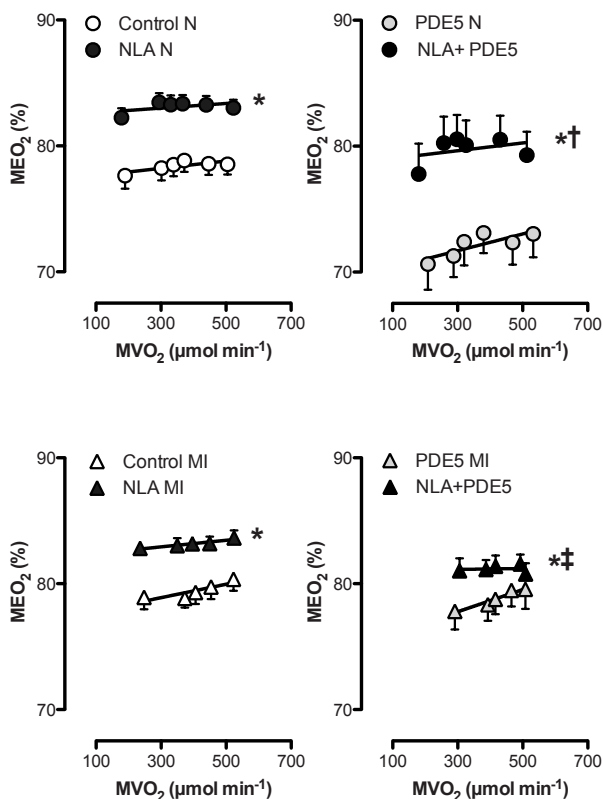 Control N
NLA N
90
80
70
MEO2 (%)
*
100 300 500 700
MVO2 (µmol min-1)
PDE5 N
NLA+ PDE5
90
80
70
MEO2 (%)
*†
100 300 500 700
MVO2 (µmol min-1)
Control MI
NLA MI
90
80
70
MEO2 (%)
*
100 300 500 700
MVO2 (µmol min-1)
PDE5 MI
NLA+PDE5
90
80
70
MEO2 (%)
*‡
100 300 500 700
MVO2 (µmol min-1)